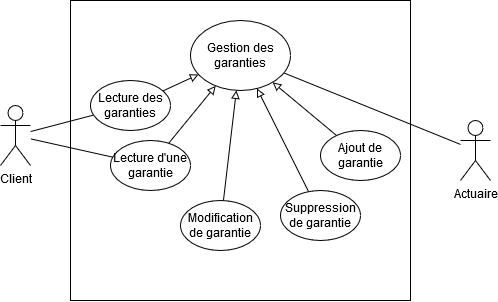 Gestion des
garanties
Lecture des
garanties
Lecture d'une
garantie
Ajout de
garantie
Client
Actuaire
Modification
de garantie
Suppression
de garantie